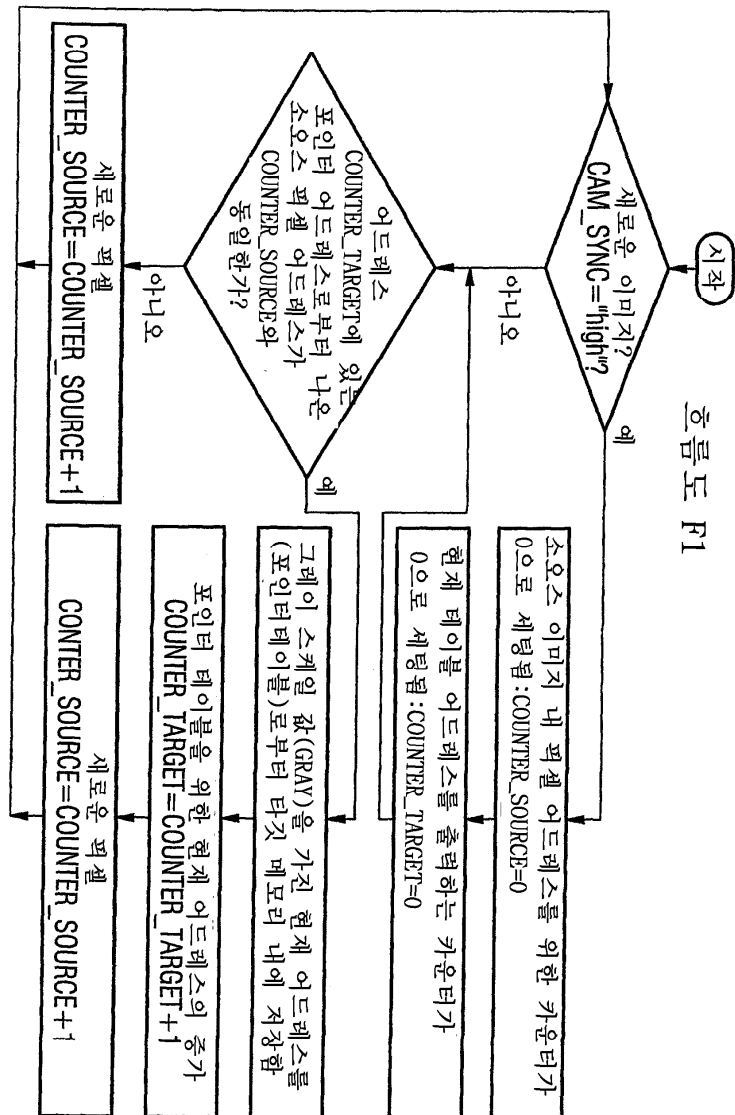 흐름도 F1
시작
새로운 이미지?
CAM_SYNC="high"?
예
아니오
소오스 이미지 내 픽셀 어드레스를 위한 카운터가
0으로 세팅됨:COUNTER_SOURCE=0
현재 테이블 어드레스를 출력하는 카운터가
0으로 세팅됨:COUNTER_TARGET=0
어드레스
COUNTER_TARGET에 있는
포인터 어드레스로부터 나온
소오스 픽셀 어드레스가
COUNTER_SOURCE와
동일한가?
예
아니오
그레이 스케일 값(GRAY)을 가진 현재 어드레스를
(포인터테이블)로부터 타깃 메모리 내에 저장함
포인터 테이블을 위한 현재 어드레스의 증가
COUNTER_TARGET=COUNTER_TARGET+1
새로운 픽셀
COUNTER_SOURCE=COUNTER_SOURCE+1
새로운 픽셀
CONTER_SOURCE=COUNTER_SOURCE+1